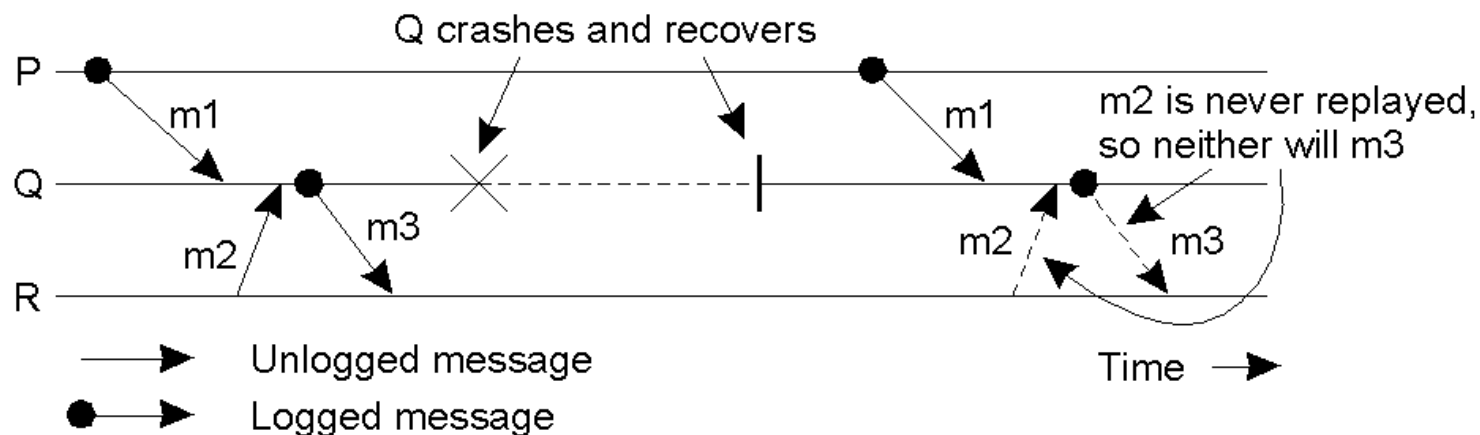 Q crashes and recovers
P
m1
m1
m2 is never replayed,
so neither will m3
Q
m2
m3
m2
m3
R
Unlogged message
Time
Logged message